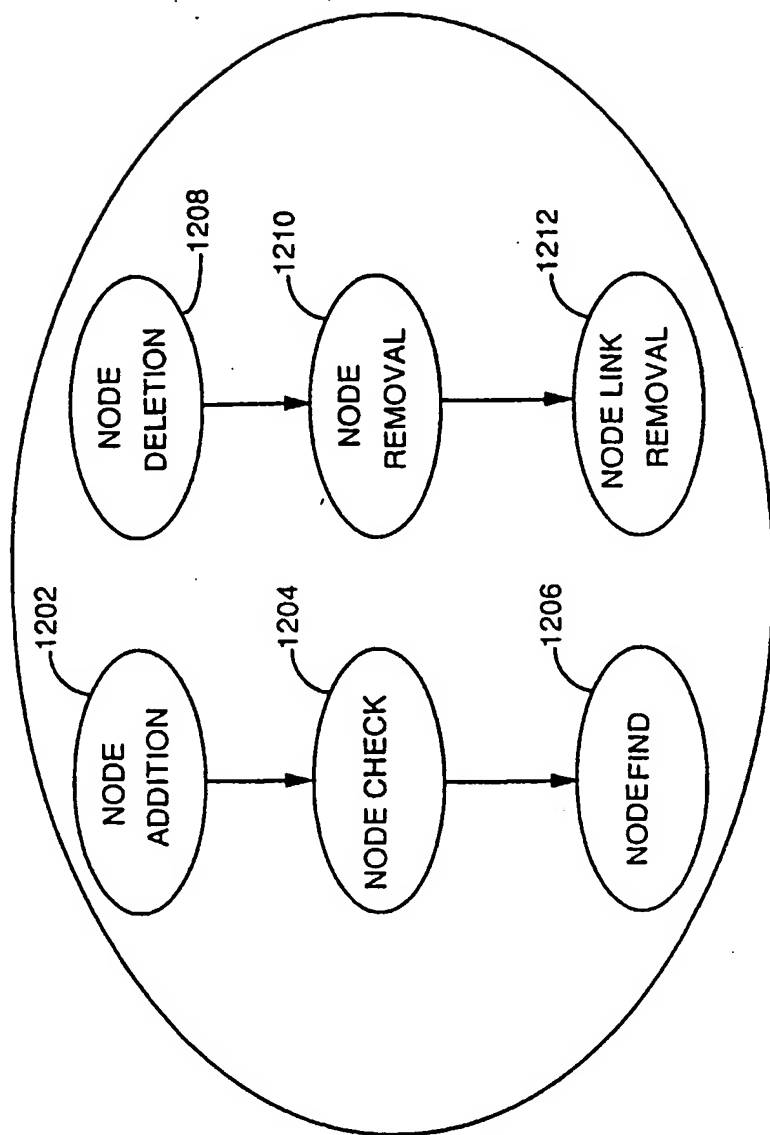 NODE
ADDITION
1202
NODE CHECK
1204
NODEFIND
1206
NODE
DELETION
1208
NODE
REMOVAL
1210
NODE LINK
REMOVAL
1212